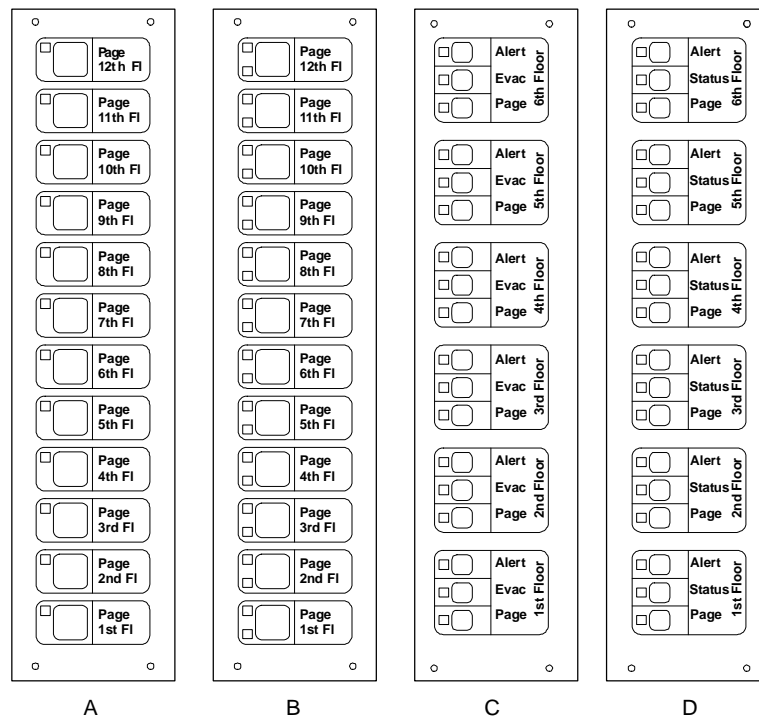 Page
12th Fl
Page
11th Fl
Page
10th Fl
Page
9th Fl
Page
8th Fl
Page
7th Fl
Page
6th Fl
Page
5th Fl
Page
4th Fl
Page
3rd Fl
Page
2nd Fl
Page
1st Fl
A
Page
12th Fl
Page
11th Fl
Page
10th Fl
Page
9th Fl
Page
8th Fl
Page
7th Fl
Page
6th Fl
Page
5th Fl
Page
4th Fl
Page
3rd Fl
Page
2nd Fl
Page
1st Fl
B
Alert
Evac
Page
6th Floor
Alert
Evac
Page
5th Floor
Alert
Evac
Page
4th Floor
Alert
Evac
Page
3rd Floor
Alert
Evac
Page
2nd Floor
Alert
Evac
Page
1st Floor
C
Alert
Status
Page
6th Floor
Alert
Status
Page
5th Floor
Alert
Status
Page
4th Floor
Alert
Status
Page
3rd Floor
Alert
Status
Page
2nd Floor
Alert
Status
Page
1st Floor
D